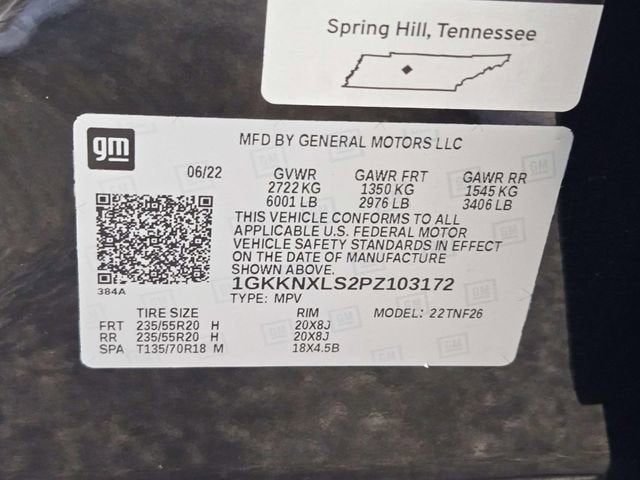 Spring Hill, Tennessee
gm
MFD BY GENERAL MOTORS LLC
06/22 GVWR GAWR FRT GAWR RR
2722 KG 1350 KG 1545 KG
6001 LB 2976 LB 3406 LB
THIS VEHICLE CONFORMS TO ALL
APPLICABLE U.S. FEDERAL MOTOR
VEHICLE SAFETY STANDARDS IN EFFECT
ON THE DATE OF MANUFACTURE
SHOWN ABOVE.
384A
1GKKNXLS2PZ103172
TYPE: MPV MODEL: 22TNF26
TIRE SIZE RIM
FRT 235/55R20 H 20X8J
RR 235/55R20 H 20X8J
SPA T135/70R18 M 18X4.5B